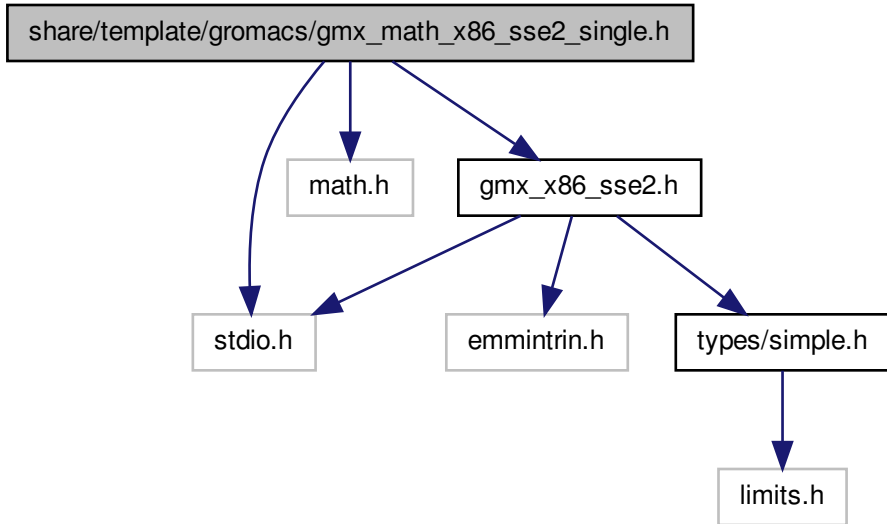 share/template/gromacs/gmx_math_x86_sse2_single.h
math.h
gmx_x86_sse2.h
stdio.h
emmintrin.h
types/simple.h
limits.h